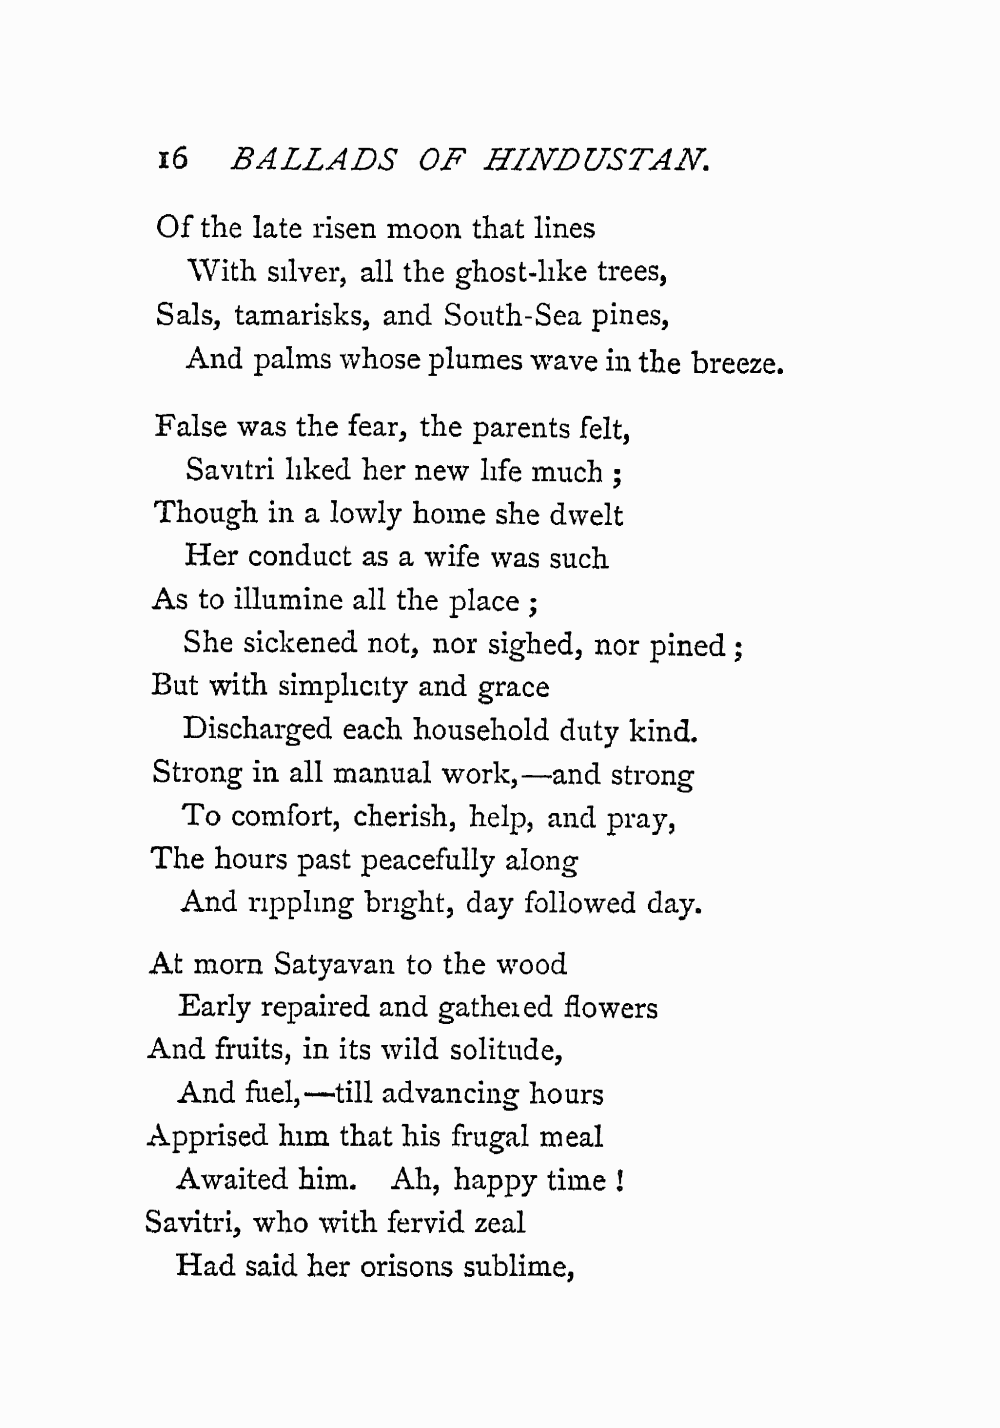 16 BALLADS OF HINDUSTAN.
Of the late risen moon that lines
With silver, all the ghost-like trees,
Sals, tamarisks, and South-Sea pines,
And palms whose plumes wave in the breeze.
False was the fear, the parents felt,
Savitri liked her new life much ;
Though in a lowly home she dwelt
Her conduct as a wife was such
As to illumine all the place ;
She sickened not, nor sighed, nor pined ;
But with simplicity and grace
Discharged each household duty kind.
Strong in all manual work,—and strong
To comfort, cherish, help, and pray,
The hours past peacefully along
And rippling bright, day followed day.
At morn Satyavan to the wood
Early repaired and gathered flowers
And fruits, in its wild solitude,
And fuel,—till advancing hours
Apprised him that his frugal meal
Awaited him. Ah, happy time !
Savitri, who with fervid zeal
Had said her orisons sublime,